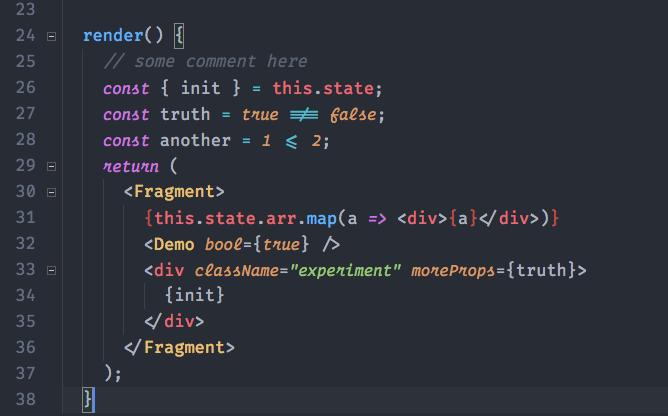 23
24 render() {
25 // some comment here
26 const { init } = this.state;
27 const truth = true !== false;
28 const another = 1 <= 2;
29 return (
30 <Fragment>
31 {this.state.arr.map(a => <div>{a}</div>)}
32 <Demo bool={true} />
33 <div className="experiment" moreProps={truth}>
34 {init}
35 </div>
36 </Fragment>
37 );
38 }